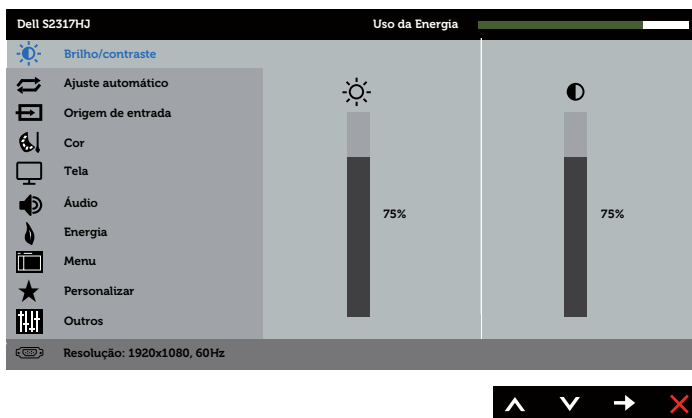 Dell S2317HJ
Uso da Energia
Brilho/contraste
Ajuste automático
Origem de entrada
Cor
Tela
Áudio
Energia
Menu
Personalizar
Outros
75%
75%
Resolução: 1920x1080, 60Hz